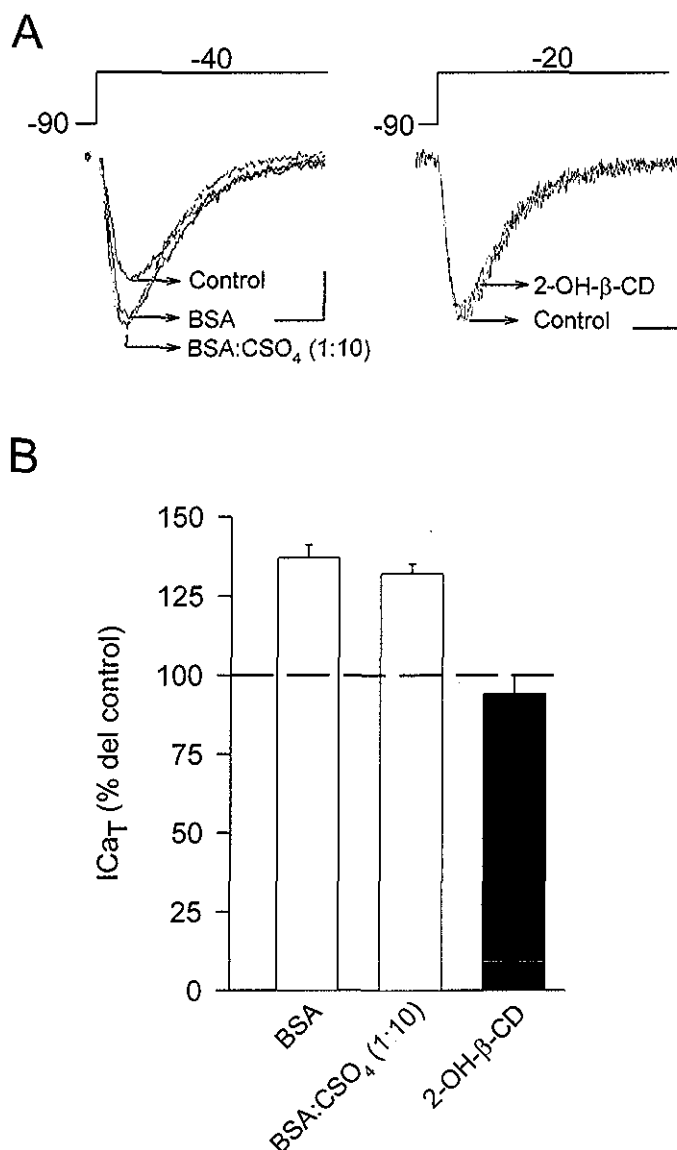 A
-40
-90
Control
BSA
BSA:CSO₄ (1:10)
-20
-90
2-OH-β-CD
Control
B
ICaT (% del control)
150
125
100
75
50
25
0
BSA
BSA:CSO₄ (1:10)
2-OH-β-CD